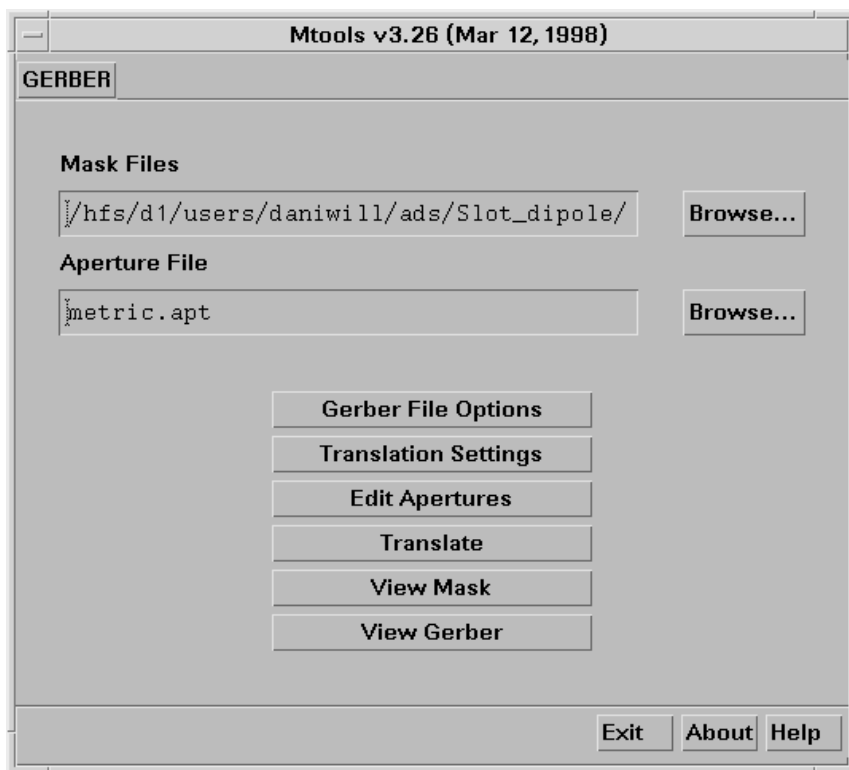 Mtools v3.26 (Mar 12, 1998)
GERBER
Mask Files
/hfs/d1/users/daniwill/ads/Slot_dipole/
Browse...
Aperture File
metric.apt
Browse...
Gerber File Options
Translation Settings
Edit Apertures
Translate
View Mask
View Gerber
Exit
About
Help